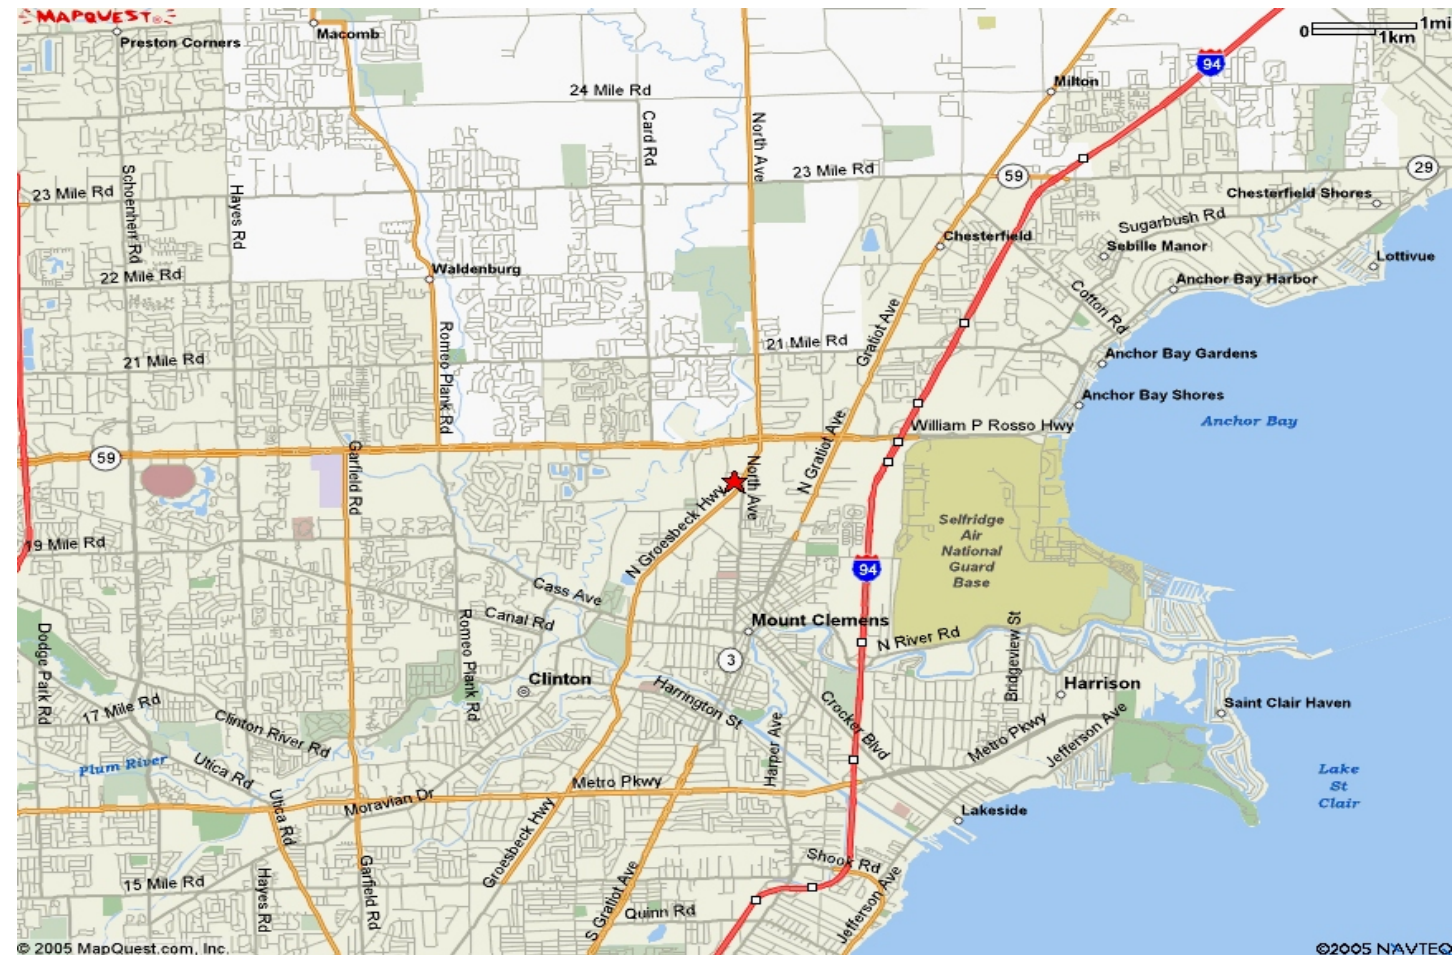 MAPQUEST
Preston Corners
Macomb
0
1mi
1km
94
Milton
24 Mile Rd
Card Rd
North Ave
23 Mile Rd
Schoenherr Rd
Hayes Rd
23 Mile Rd
59
29
Chesterfield Shores
Sugarbush Rd
Chesterfield
Sebille Manor
Lottivue
22 Mile Rd
Waldenburg
Anchor Bay Harbor
Cotton Rd
Gratiot Ave
21 Mile Rd
21 Mile Rd
Romeo Plank Rd
Anchor Bay Gardens
Anchor Bay Shores
Anchor Bay
William P Rosso Hwy
N Gratiot Ave
59
Garfield Rd
North Ave
N Groesbeck Hwy
Selfridge
Air
National
Guard
Base
19 Mile Rd
94
Cass Ave
Canal Rd
Mount Clemens
N River Rd
Bridgeview St
Dodge Park Rd
Romeo Plank Rd
3
Clinton
Harrington St
Harrison
Crocker Blvd
Saint Clair Haven
17 Mile Rd
Clinton River Rd
Harper Ave
Metro Pkwy
Jefferson Ave
Plum River
Utica Rd
Metro Pkwy
Lake
St
Clair
Moravian Dr
Utica Rd
Groesbeck Hwy
Lakeside
Shook Rd
15 Mile Rd
Hayes Rd
Garfield Rd
S Gratiot Ave
Quinn Rd
Jefferson Ave
© 2005 MapQuest.com, Inc.
©2005 NAVTEQ